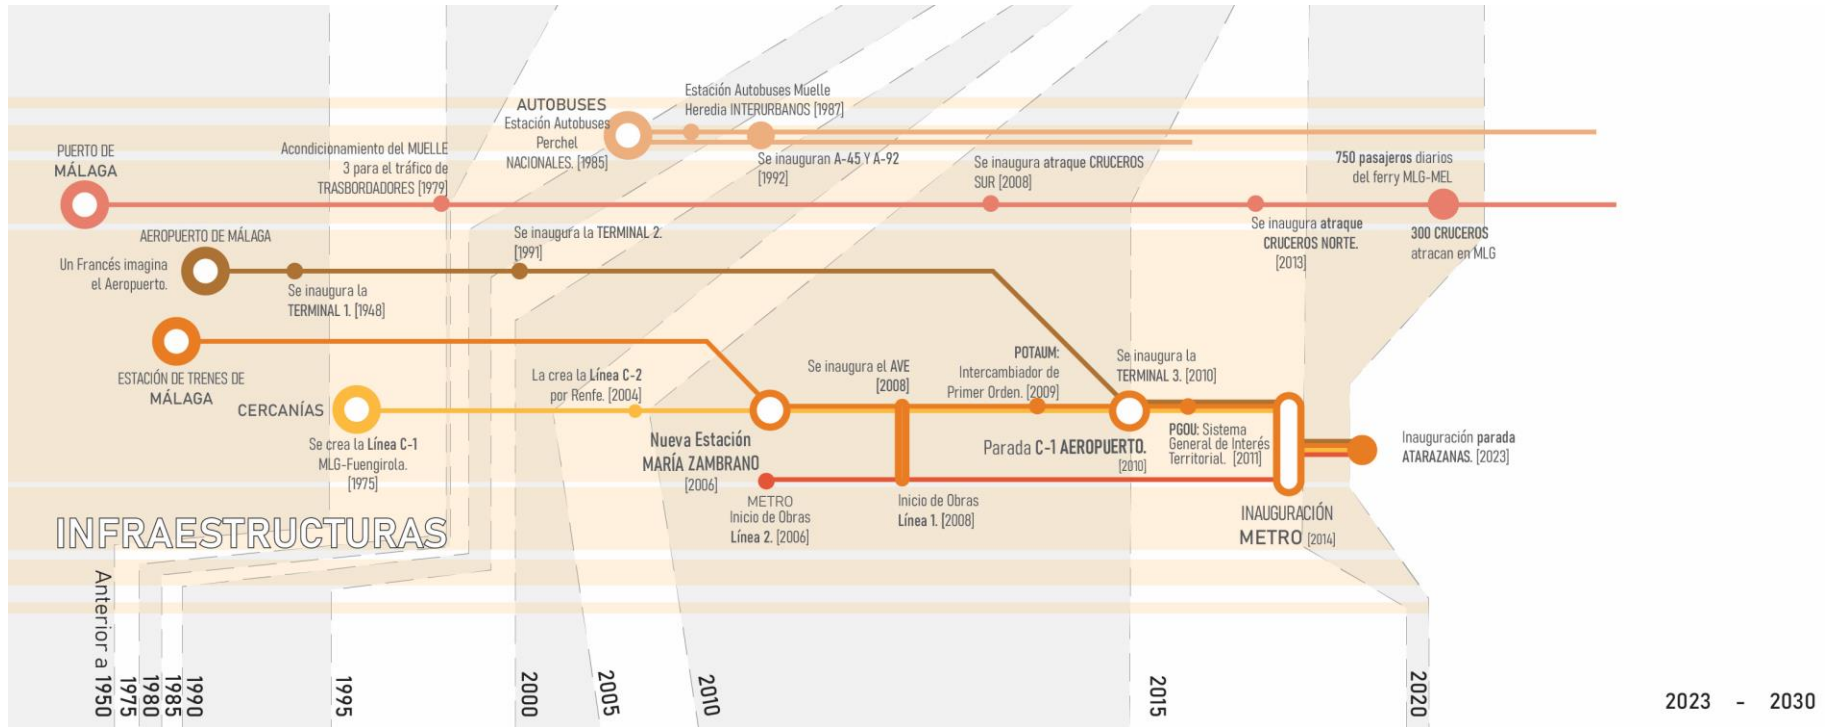 AUTOBUSES
Estación Autobuses
Perchel
NACIONALES. [1985]
Estación Autobuses Muelle
Heredia INTERURBANOS [1987]
Se inauguran A-45 Y A-92
[1992]
PUERTO DE
MÁLAGA
Acondicionamiento del MUELLE
3 para el tráfico de
TRASBORDADORES [1979]
Se inaugura atraque CRUCEROS
SUR [2008]
750 pasajeros diarios
del ferry MLG-MEL
Se inaugura atraque
CRUCEROS NORTE.
[2013]
300 CRUCEROS
atracan en MLG
AEROPUERTO DE MÁLAGA
Un Francés imagina
el Aeropuerto.
Se inaugura la
TERMINAL 1. [1948]
Se inaugura la TERMINAL 2.
[1991]
ESTACIÓN DE TRENES DE
MÁLAGA
CERCANÍAS
Se crea la Línea C-1
MLG-Fuengirola.
[1975]
La crea la Línea C-2
por Renfe. [2004]
Nueva Estación
MARÍA ZAMBRANO
[2006]
Se inaugura el AVE
[2008]
POTAUM:
Intercambiador de
Primer Orden. [2009]
Se inaugura la
TERMINAL 3. [2010]
Parada C-1 AEROPUERTO.
[2010]
PGOU: Sistema
General de Interés
Territorial. [2011]
Inauguración parada
ATARAZANAS. [2023]
METRO
Inicio de Obras
Línea 2. [2006]
Inicio de Obras
Línea 1. [2008]
INAUGURACIÓN
METRO [2014]
INFRAESTRUCTURAS
Anterior a 1950
1975
1980
1985
1990
1995
2000
2005
2010
2015
2020
2023 - 2030